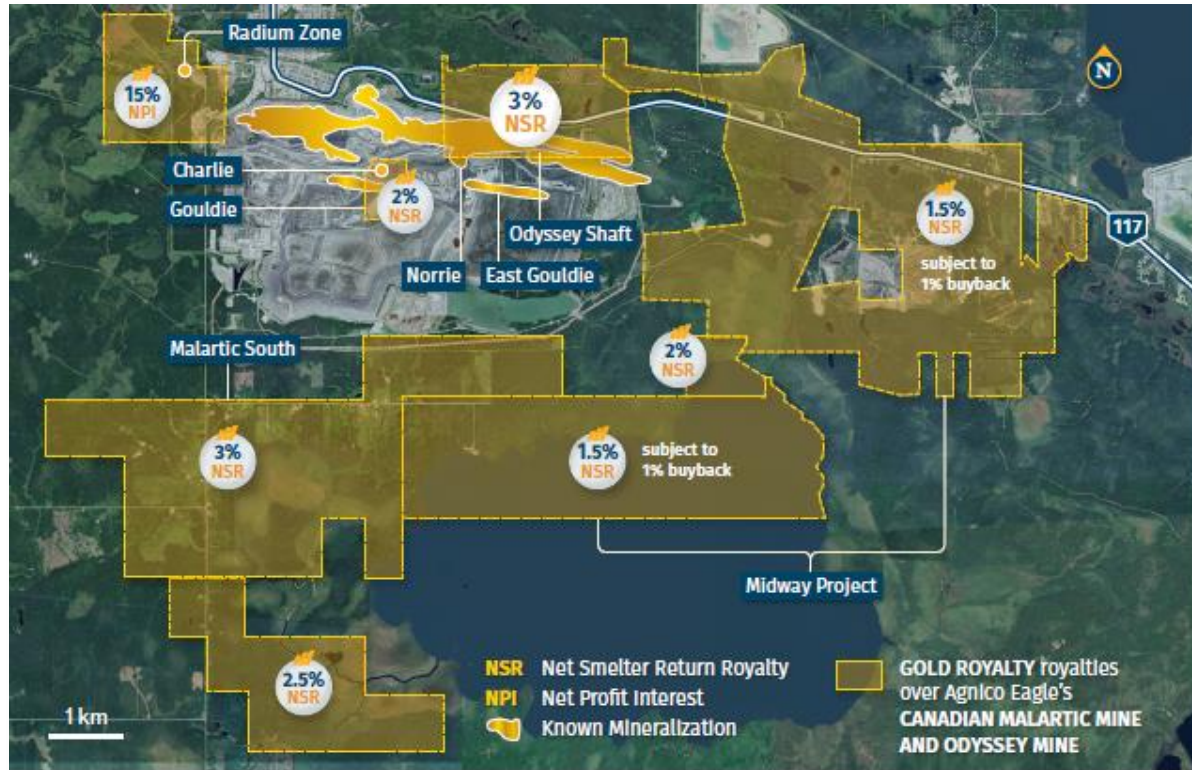 Radium Zone
N
15%
NPI
3%
NSR
Charlie
Gouldie
2%
NSR
Odyssey Shaft
Norrie
East Gouldie
1.5%
NSR
subject to
1% buyback
117
Malartic South
2%
NSR
3%
NSR
1.5%
NSR
subject to
1% buyback
Midway Project
2.5%
NSR
1 km
NSR Net Smelter Return Royalty
NPI Net Profit Interest
Known Mineralization
GOLD ROYALTY royalties
over Agnico Eagle's
CANADIAN MALARTIC MINE
AND ODYSSEY MINE